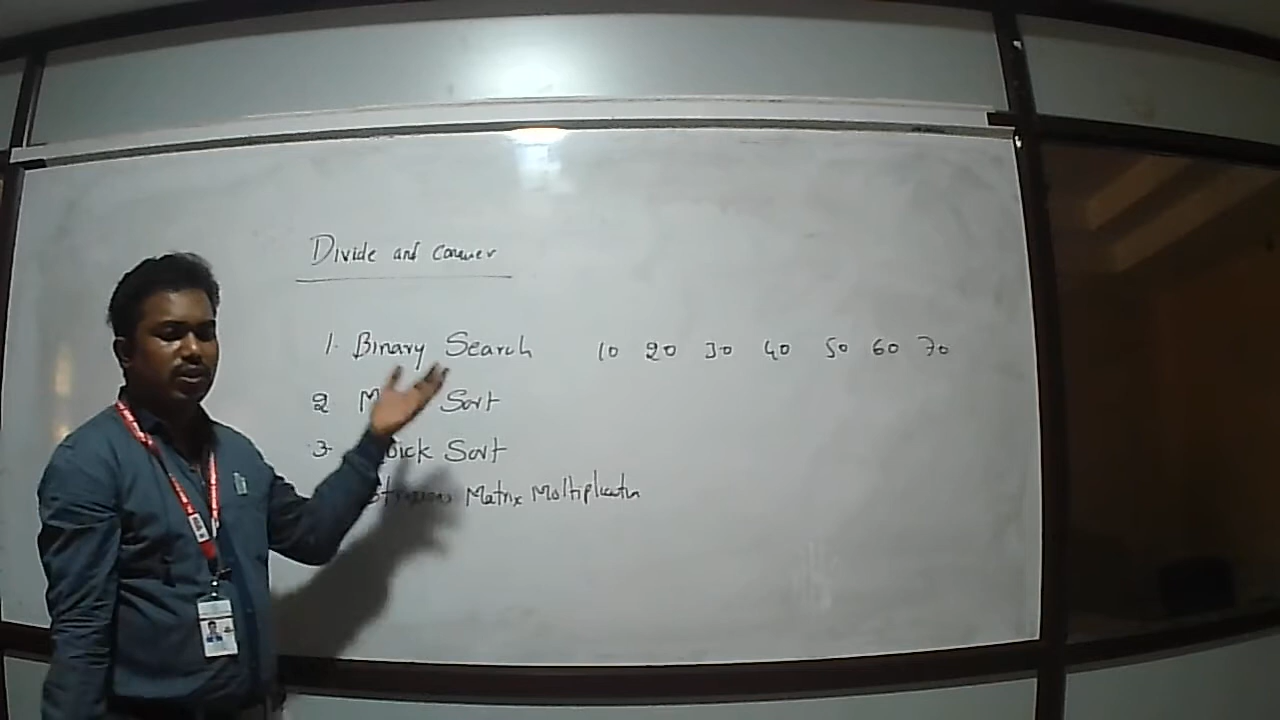 Divide and Conquer
1. Binary Search 10 20 30 40 50 60 70
2 Sort
3. uick Sort
Matrix Multiplication